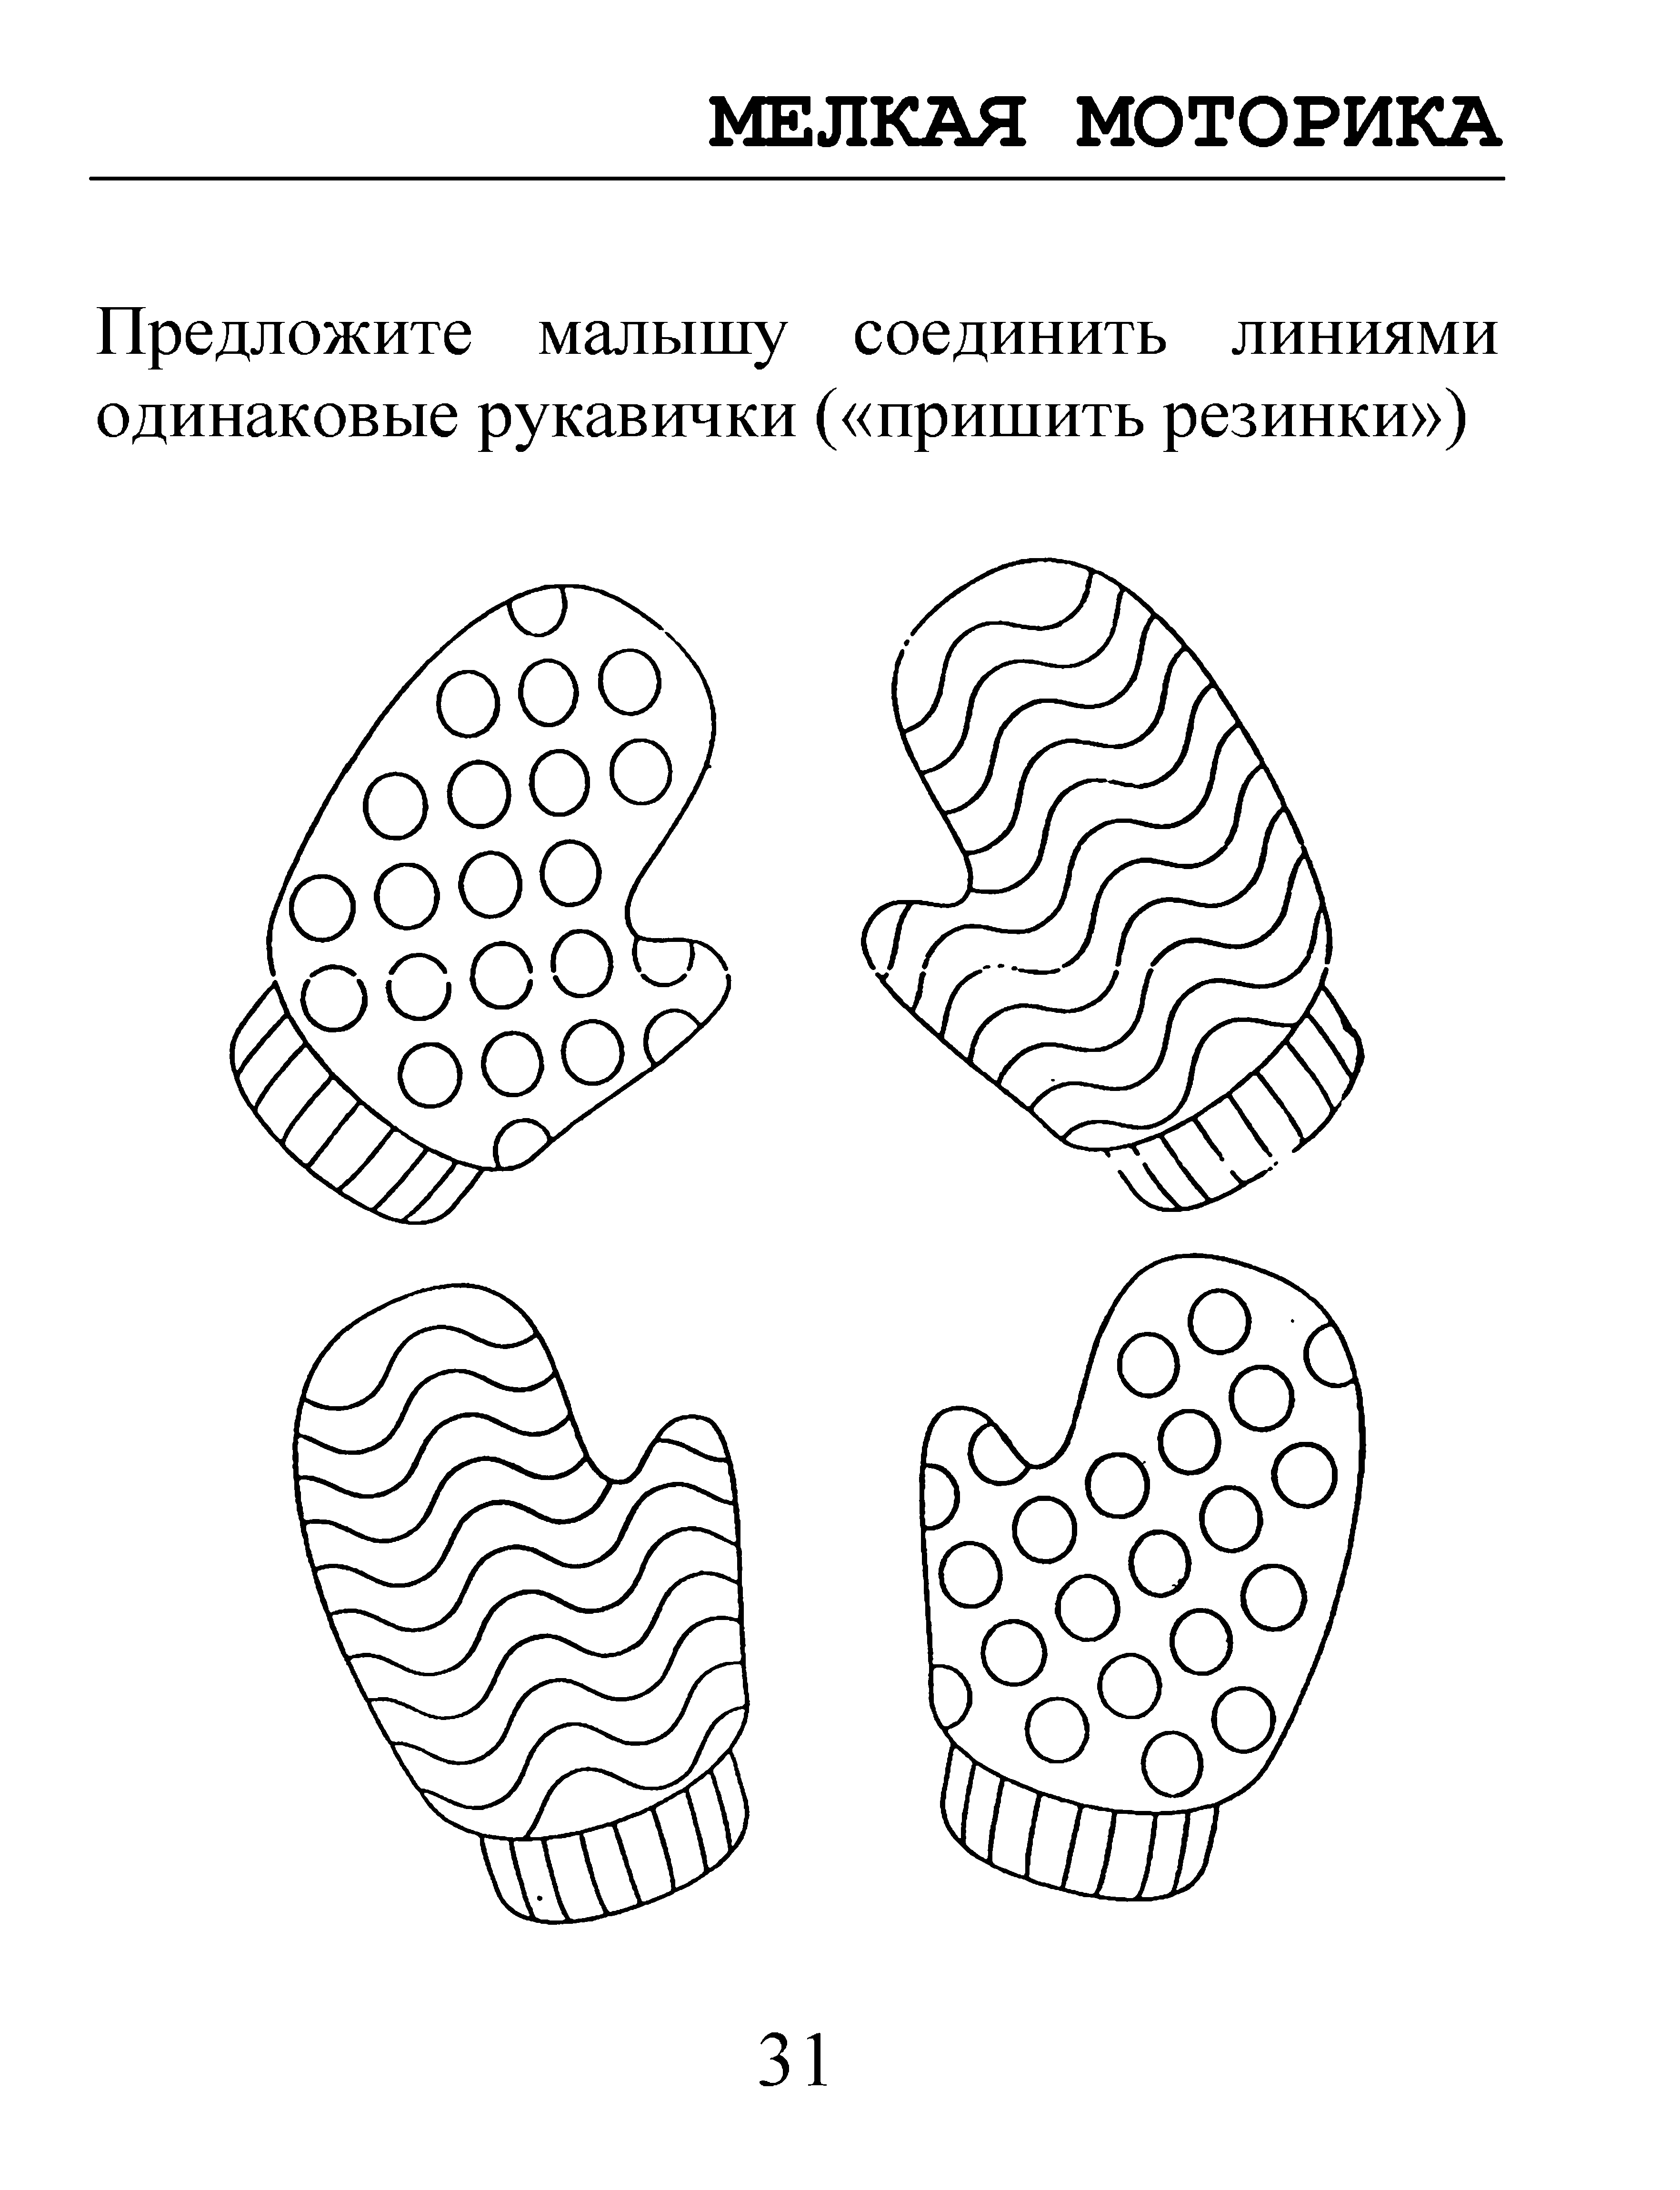 МЕЛКАЯ МОТОРИКА
Предложите малышу соединить линиями
одинаковые рукавички («пришить резинки»)
31